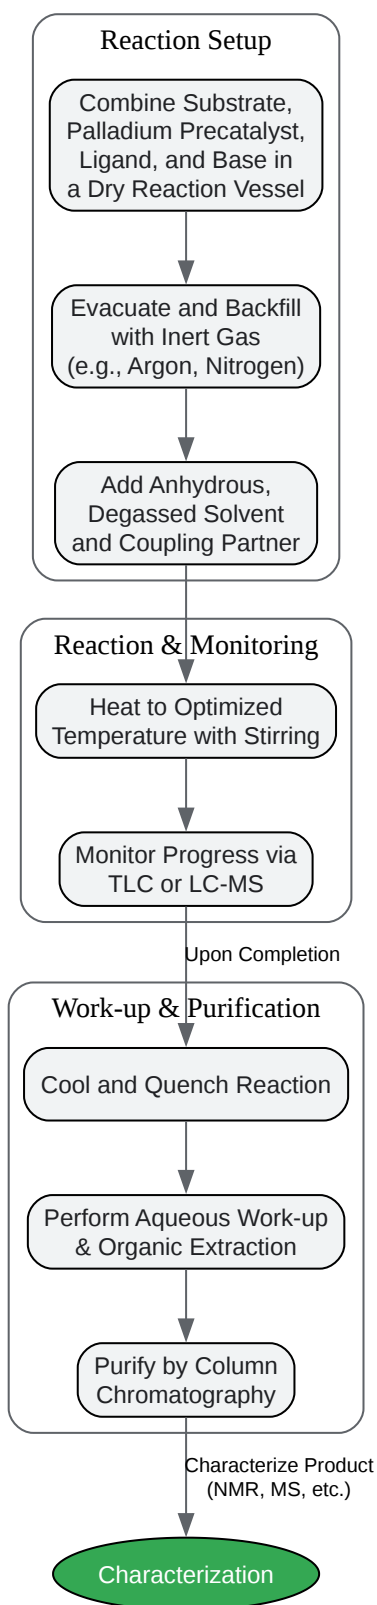 Reaction Setup
Combine Substrate,
Palladium Precatalyst,
Ligand, and Base in
a Dry Reaction Vessel
Evacuate and Backfill
with Inert Gas
(e.g., Argon, Nitrogen)
Add Anhydrous,
Degassed Solvent
and Coupling Partner
Reaction & Monitoring
Heat to Optimized
Temperature with Stirring
Monitor Progress via
TLC or LC-MS
Upon Completion
Work-up & Purification
Cool and Quench Reaction
Perform Aqueous Work-up
& Organic Extraction
Purify by Column
Chromatography
Characterize Product
(NMR, MS, etc.)
Characterization